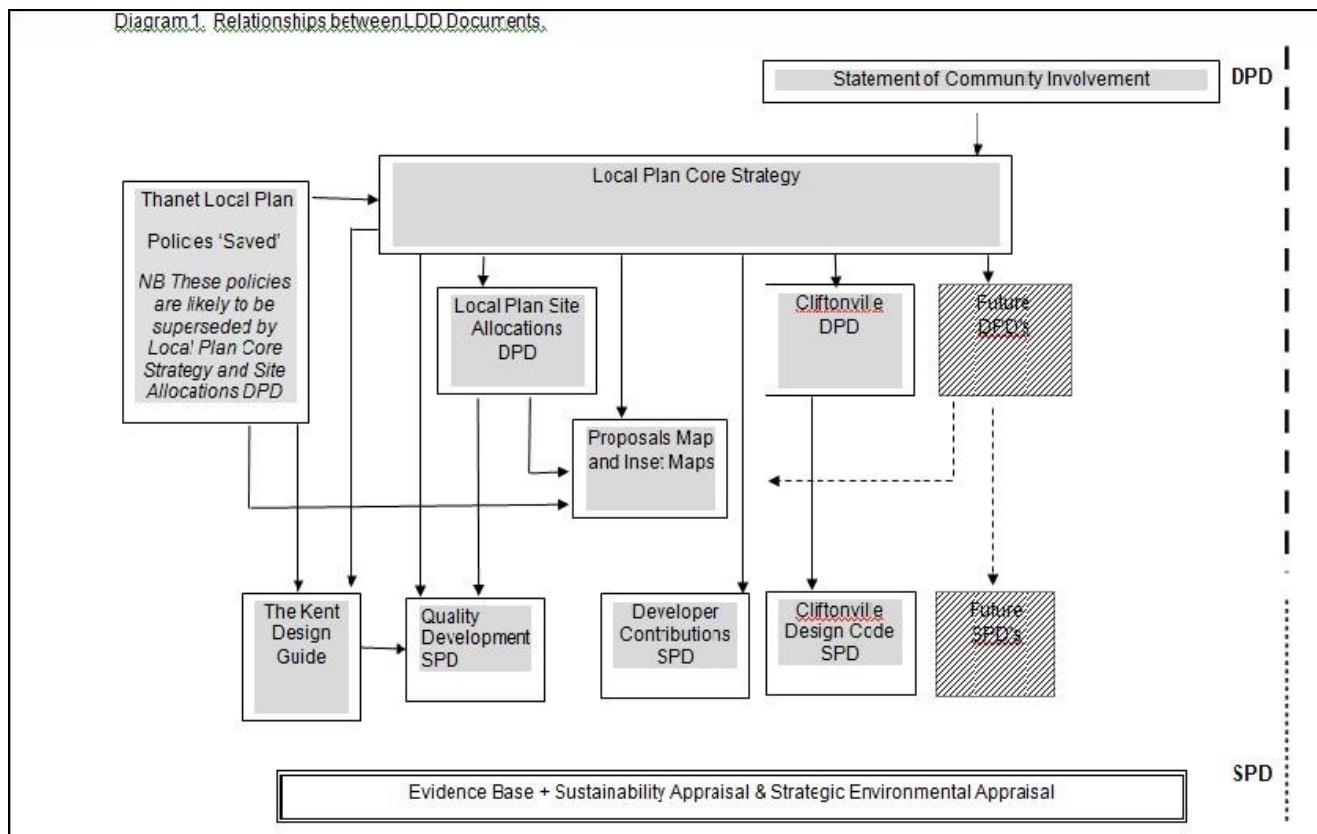 Diagram 1. Relationships between LDD Documents.
Statement of Community Involvement
DPD
Local Plan Core Strategy
Thanet Local Plan
Policies ‘Saved’
NB These policies
are likely to be
superseded by
Local Plan Core
Strategy and Site
Allocations DPD
Local Plan Site
Allocations
DPD
Cliftonville
DPD
Future
DPD's
Proposals Map
and Inset Maps
The Kent
Design
Guide
Quality
Development
SPD
Developer
Contributions
SPD
Cliftonville
Design Code
SPD
Future
SPD's
SPD
Evidence Base + Sustainability Appraisal & Strategic Environmental Appraisal